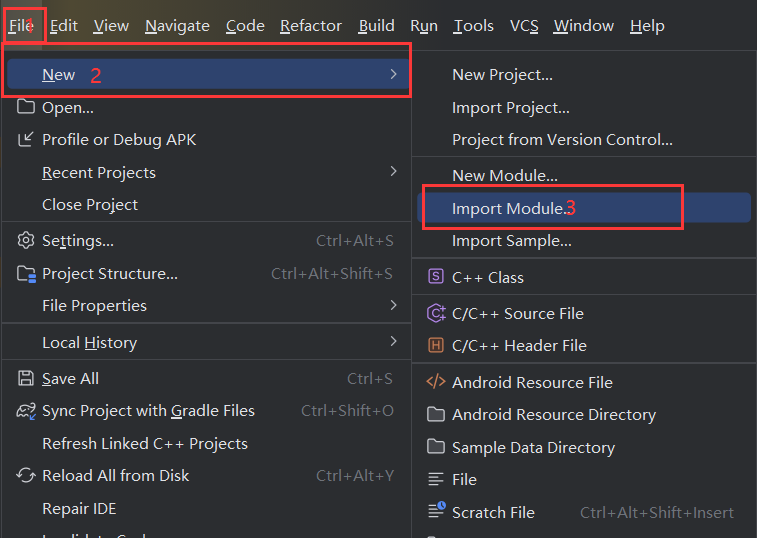 File 1 Edit View Navigate Code Refactor Build Run Tools VCS Window Help
New 2
Open...
Profile or Debug APK
Recent Projects
Close Project
Settings... Ctrl+Alt+S
Project Structure... Ctrl+Alt+Shift+S
File Properties
Local History
Save All Ctrl+S
Sync Project with Gradle Files Ctrl+Shift+O
Refresh Linked C++ Projects
Reload All from Disk Ctrl+Alt+Y
Repair IDE
New Project...
Import Project...
Project from Version Control...
New Module...
Import Module.. 3
Import Sample...
S C++ Class
C C/C++ Source File
H C/C++ Header File
Android Resource File
Android Resource Directory
Sample Data Directory
File
Scratch File Ctrl+Alt+Shift+Insert